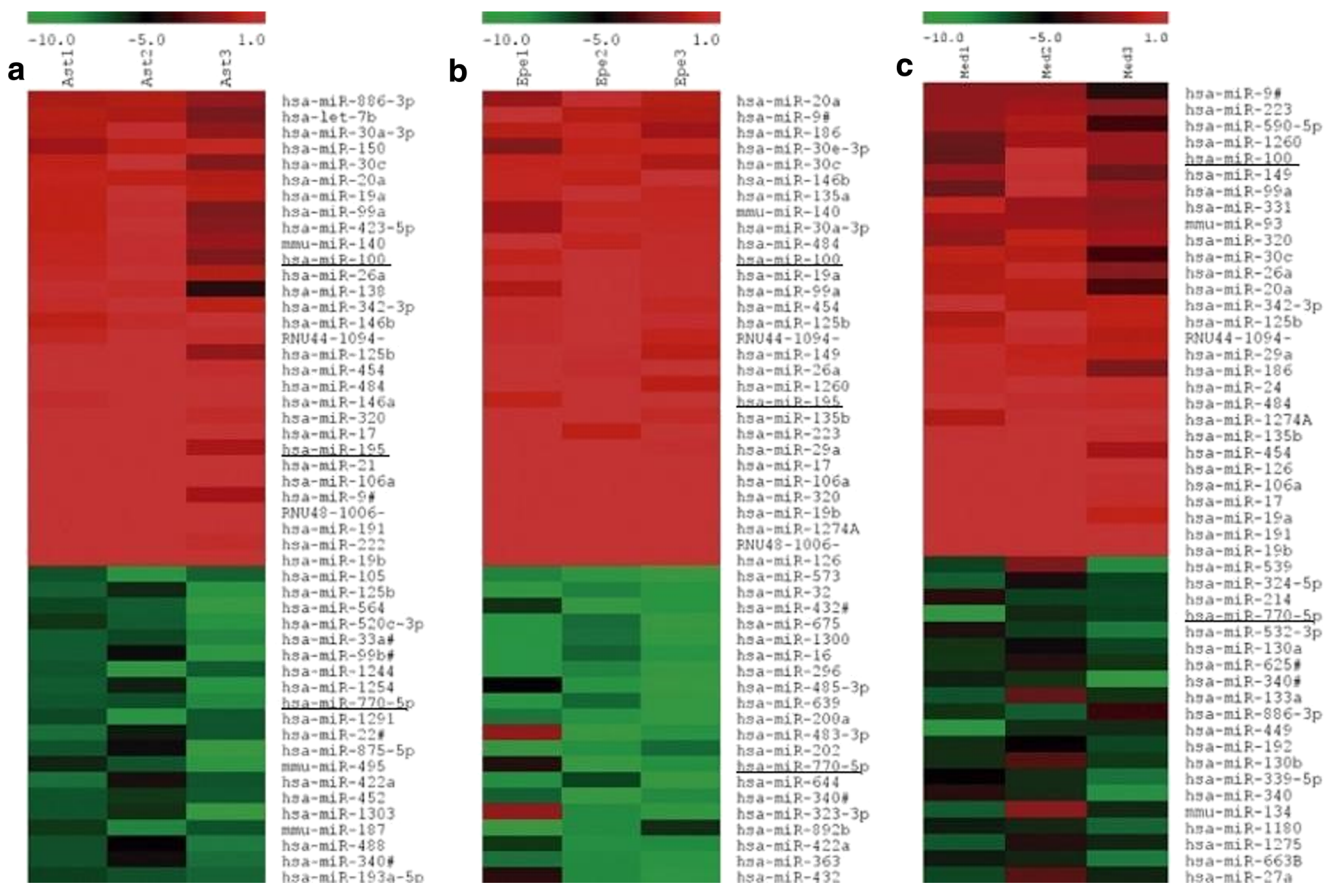 -10.0 -5.0 1.0
a
Ast1 Ast2 Ast3
hsa-miR-886-3p
hsa-let-7b
hsa-miR-30a-3p
hsa-miR-150
hsa-miR-30c
hsa-miR-20a
hsa-miR-19a
hsa-miR-99a
hsa-miR-423-5p
mmu-miR-140
hsa-miR-100
hsa-miR-26a
hsa-miR-138
hsa-miR-342-3p
hsa-miR-146b
RNU44-1094-
hsa-miR-125b
hsa-miR-454
hsa-miR-484
hsa-miR-146a
hsa-miR-320
hsa-miR-17
hsa-miR-195
hsa-miR-21
hsa-miR-106a
hsa-miR-9#
RNU48-1006-
hsa-miR-191
hsa-miR-222
hsa-miR-19b
hsa-miR-105
hsa-miR-125b
hsa-miR-564
hsa-miR-520c-3p
hsa-miR-33a#
hsa-miR-99b#
hsa-miR-1244
hsa-miR-1254
hsa-miR-770-5p
hsa-miR-1291
hsa-miR-22#
hsa-miR-875-5p
mmu-miR-495
hsa-miR-422a
hsa-miR-452
hsa-miR-1303
mmu-miR-187
hsa-miR-488
hsa-miR-340#
hsa-miR-193a-5p
-10.0 -5.0 1.0
b
Epe1 Epe2 Epe3
hsa-miR-20a
hsa-miR-9#
hsa-miR-186
hsa-miR-30e-3p
hsa-miR-30c
hsa-miR-146b
hsa-miR-135a
mmu-miR-140
hsa-miR-30a-3p
hsa-miR-484
hsa-miR-100
hsa-miR-19a
hsa-miR-99a
hsa-miR-454
hsa-miR-125b
RNU44-1094-
hsa-miR-149
hsa-miR-26a
hsa-miR-1260
hsa-miR-195
hsa-miR-135b
hsa-miR-223
hsa-miR-29a
hsa-miR-17
hsa-miR-106a
hsa-miR-320
hsa-miR-19b
hsa-miR-1274A
RNU48-1006-
hsa-miR-126
hsa-miR-573
hsa-miR-32
hsa-miR-432#
hsa-miR-675
hsa-miR-1300
hsa-miR-16
hsa-miR-296
hsa-miR-485-3p
hsa-miR-639
hsa-miR-200a
hsa-miR-483-3p
hsa-miR-202
hsa-miR-770-5p
hsa-miR-644
hsa-miR-340#
hsa-miR-323-3p
hsa-miR-892b
hsa-miR-422a
hsa-miR-363
hsa-miR-432
-10.0 -5.0 1.0
c
Med1 Med2 Med3
hsa-miR-9#
hsa-miR-223
hsa-miR-590-5p
hsa-miR-1260
hsa-miR-100
hsa-miR-149
hsa-miR-99a
hsa-miR-331
mmu-miR-93
hsa-miR-320
hsa-miR-30c
hsa-miR-26a
hsa-miR-20a
hsa-miR-342-3p
hsa-miR-125b
RNU44-1094-
hsa-miR-29a
hsa-miR-186
hsa-miR-24
hsa-miR-484
hsa-miR-1274A
hsa-miR-135b
hsa-miR-454
hsa-miR-126
hsa-miR-106a
hsa-miR-17
hsa-miR-19a
hsa-miR-191
hsa-miR-19b
hsa-miR-539
hsa-miR-324-5p
hsa-miR-214
hsa-miR-770-5p
hsa-miR-532-3p
hsa-miR-130a
hsa-miR-625#
hsa-miR-340#
hsa-miR-133a
hsa-miR-886-3p
hsa-miR-449
hsa-miR-192
hsa-miR-130b
hsa-miR-339-5p
hsa-miR-340
mmu-miR-134
hsa-miR-1180
hsa-miR-1275
hsa-miR-663B
hsa-miR-27a